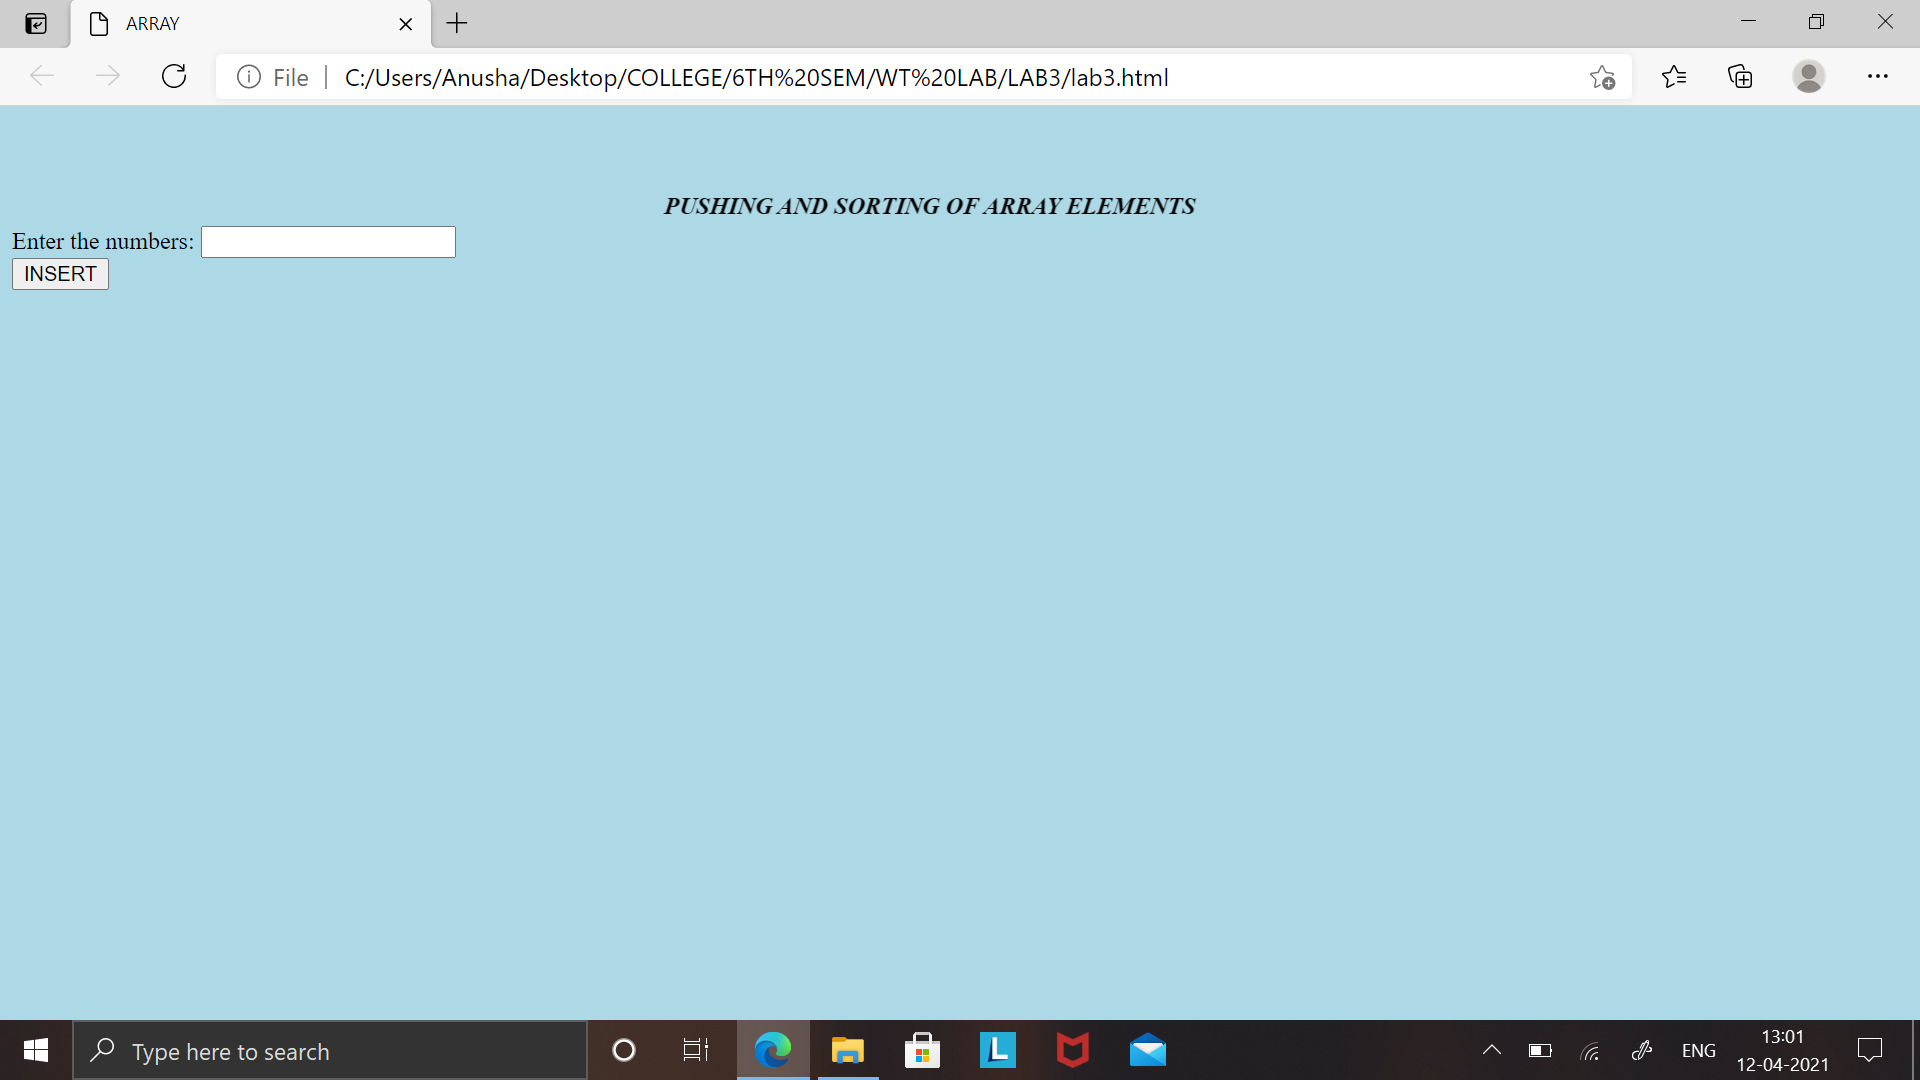 ARRAY
File
C:/Users/Anusha/Desktop/COLLEGE/6TH%20SEM/WT%20LAB/LAB3/lab3.html
PUSHING AND SORTING OF ARRAY ELEMENTS
Enter the numbers:
INSERT
Type here to search
L
ENG
13:01
12-04-2021